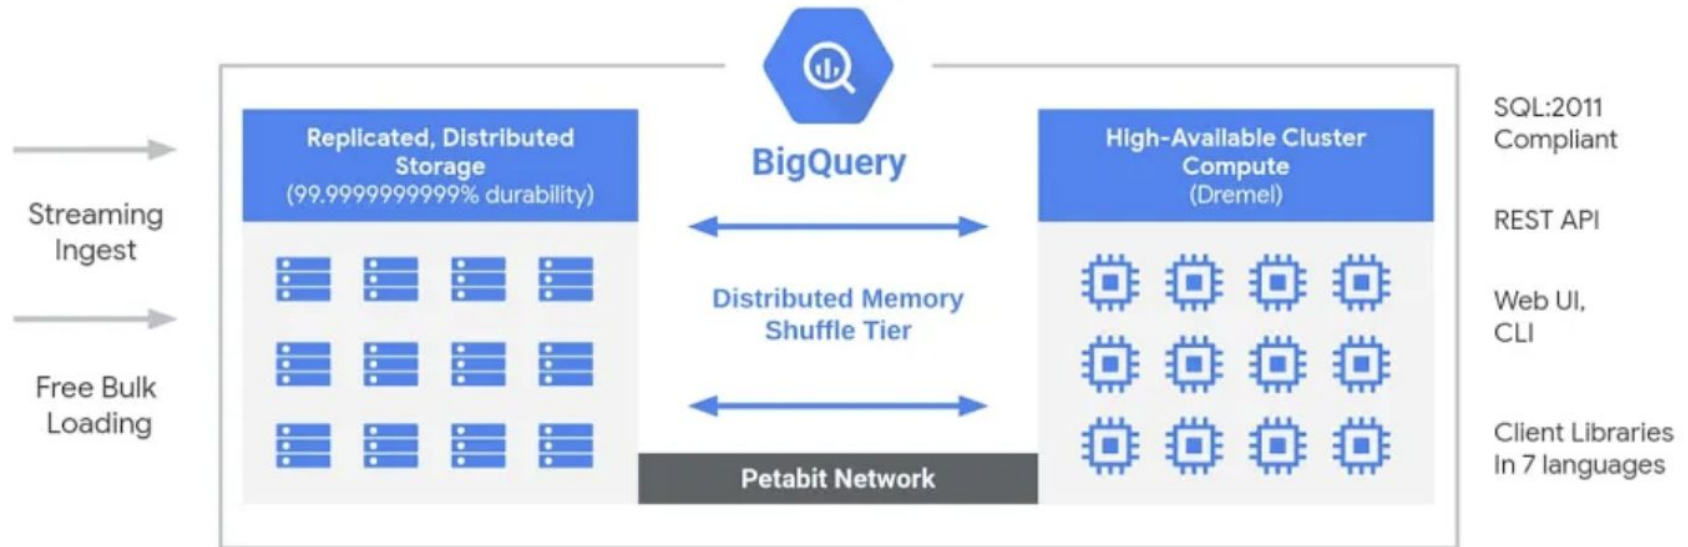 Streaming
Ingest
Free Bulk
Loading
Replicated, Distributed
Storage
(99.9999999999% durability)
BigQuery
Distributed Memory
Shuffle Tier
Petabit Network
High-Available Cluster
Compute
(Dremel)
SQL:2011
Compliant
REST API
Web UI,
CLI
Client Libraries
In 7 languages